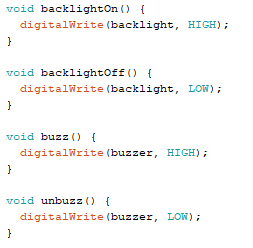 void backlightOn() {
  digitalWrite(backlight, HIGH);
}

void backlightOff() {
  digitalWrite(backlight, LOW);
}

void buzz() {
  digitalWrite(buzzer, HIGH);
}

void unbuzz() {
  digitalWrite(buzzer, LOW);
}